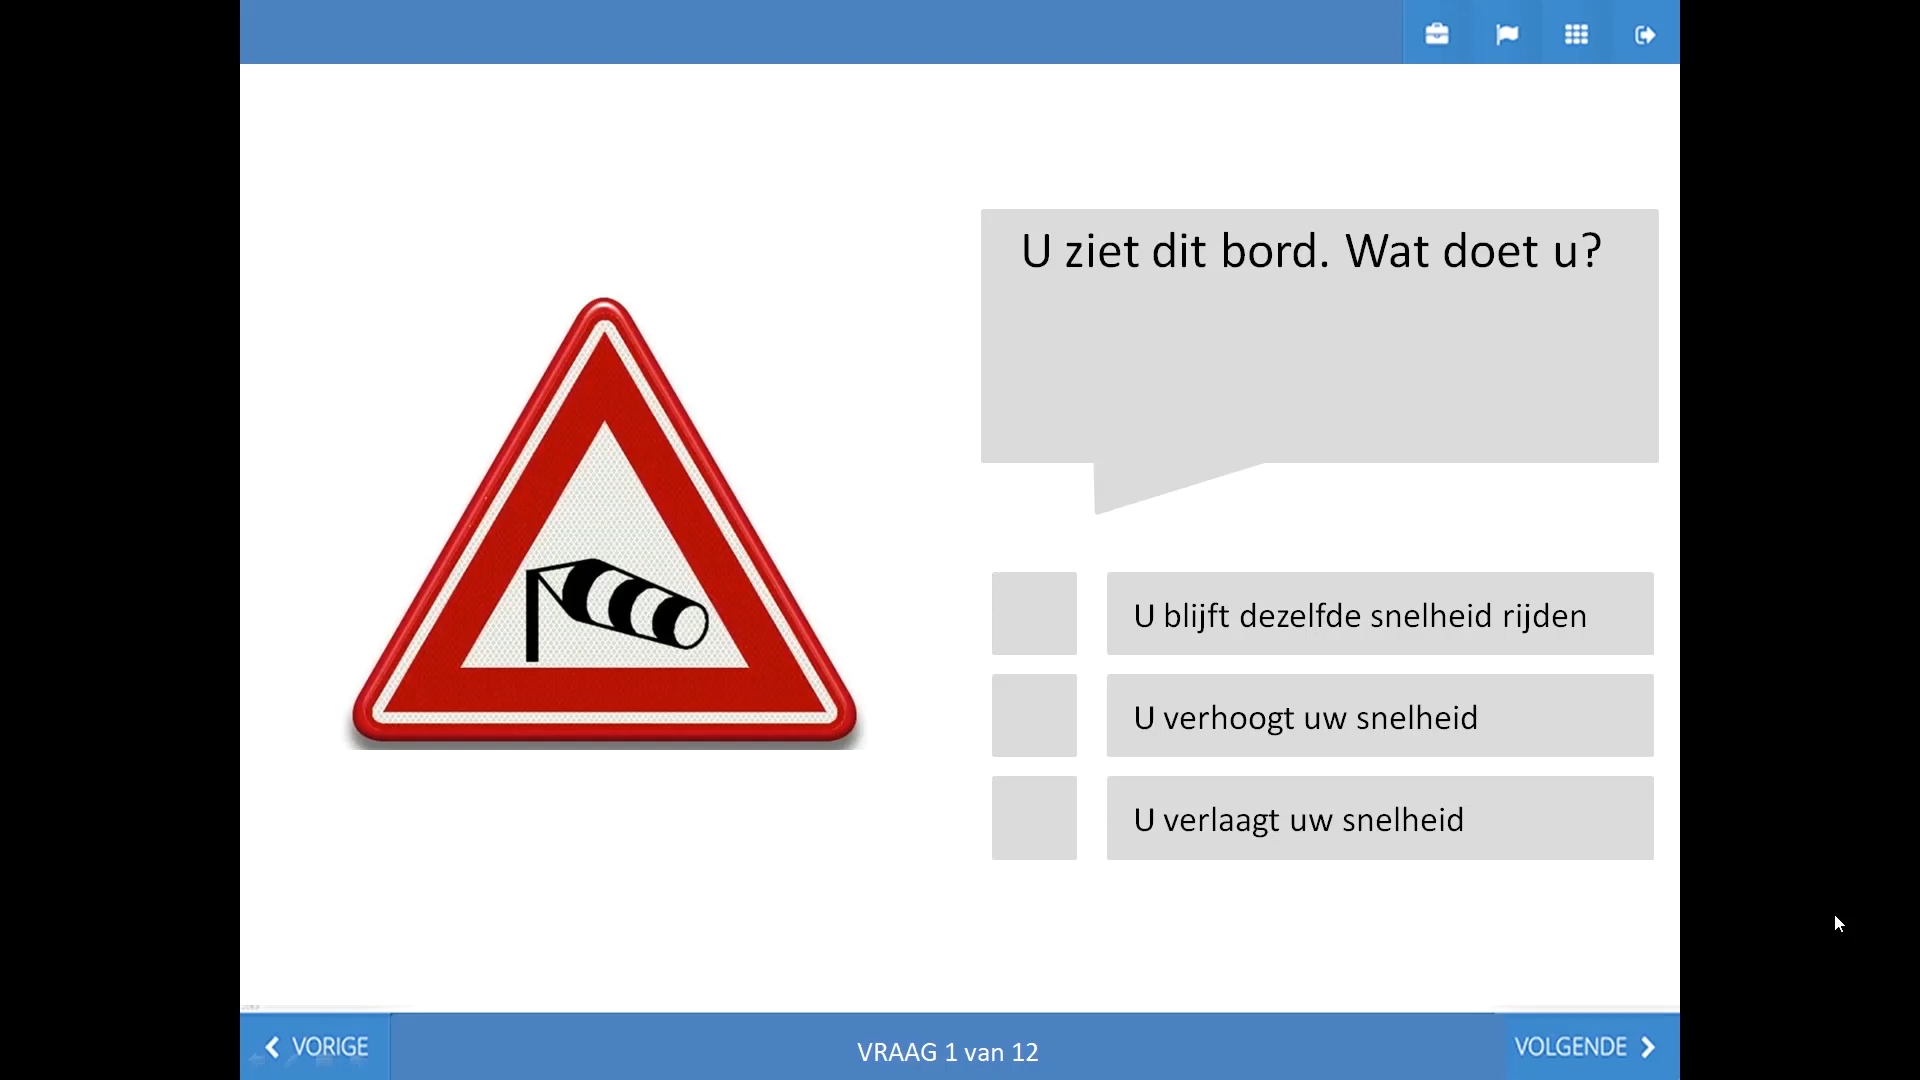 U ziet dit bord. Wat doet u?
U blijft dezelfde snelheid rijden
U verhoogt uw snelheid
U verlaagt uw snelheid
VORIGE
VRAAG 1 van 12
VOLGENDE